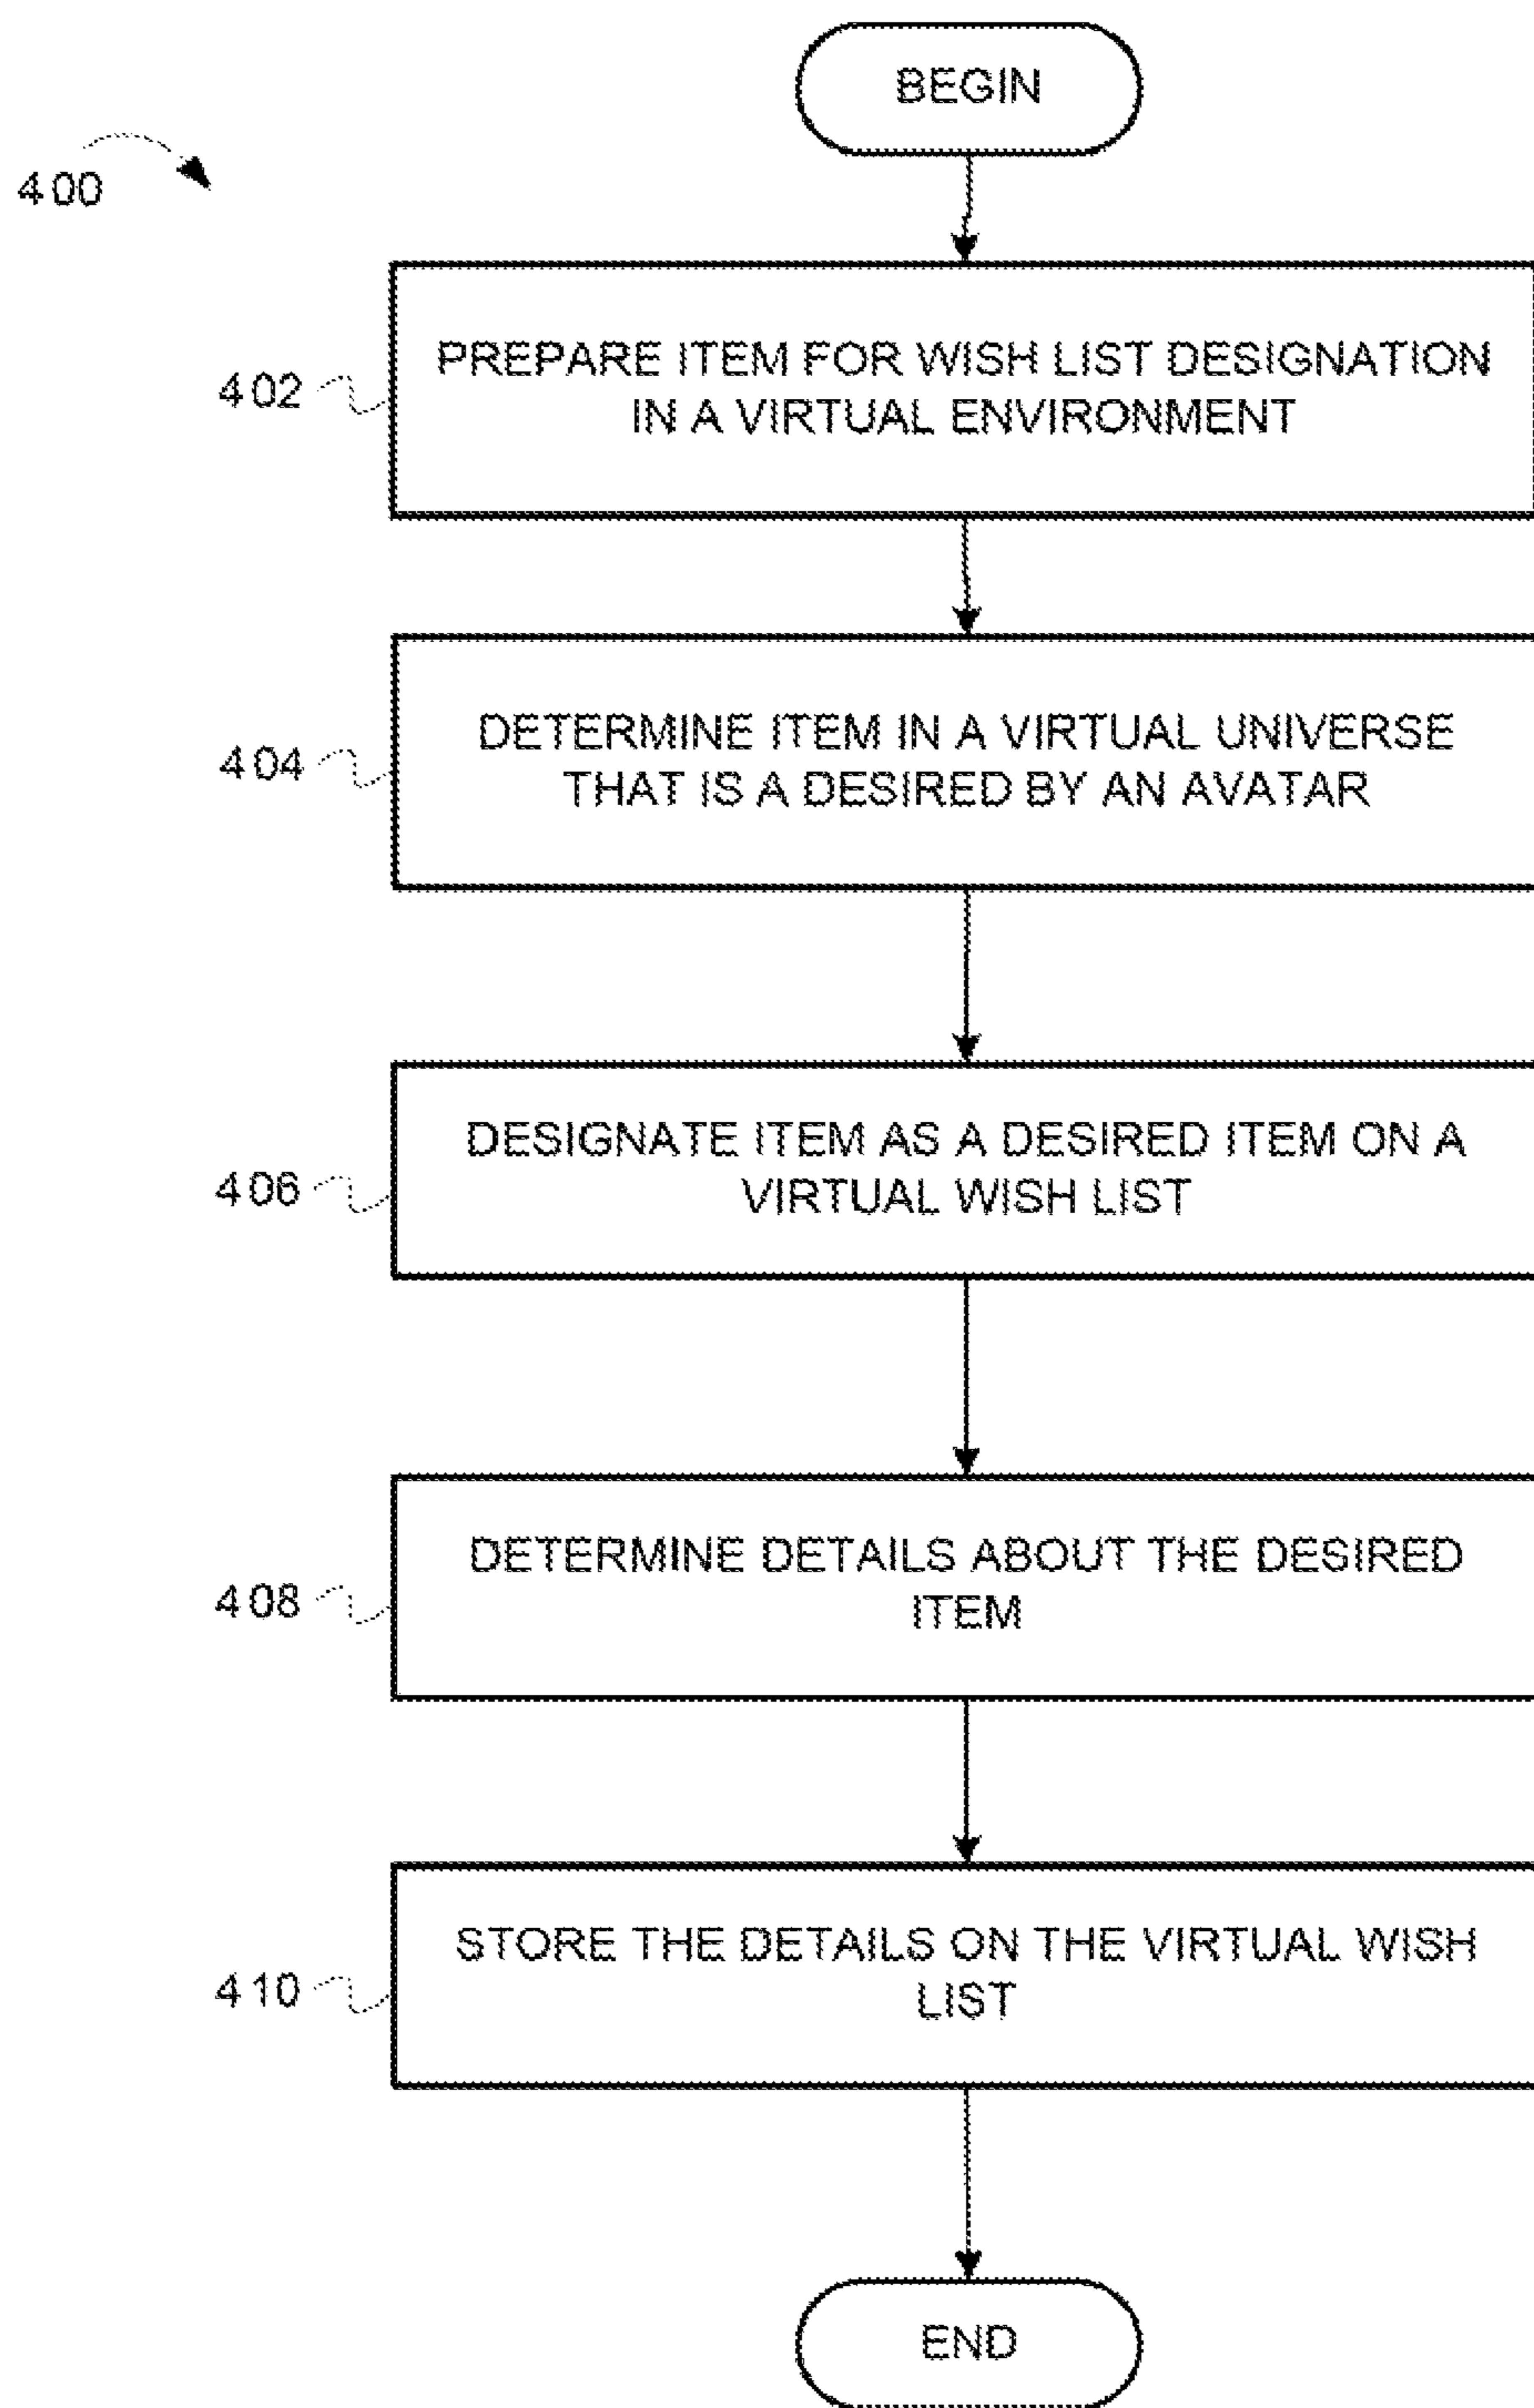 BEGIN
400
402
PREPARE ITEM FOR WISH LIST DESIGNATION
IN A VIRTUAL ENVIRONMENT
404
DETERMINE ITEM IN A VIRTUAL UNIVERSE
THAT IS A DESIRED BY AN AVATAR
406
DESIGNATE ITEM AS A DESIRED ITEM ON A
VIRTUAL WISH LIST
408
DETERMINE DETAILS ABOUT THE DESIRED
ITEM
410
STORE THE DETAILS ON THE VIRTUAL WISH
LIST
END